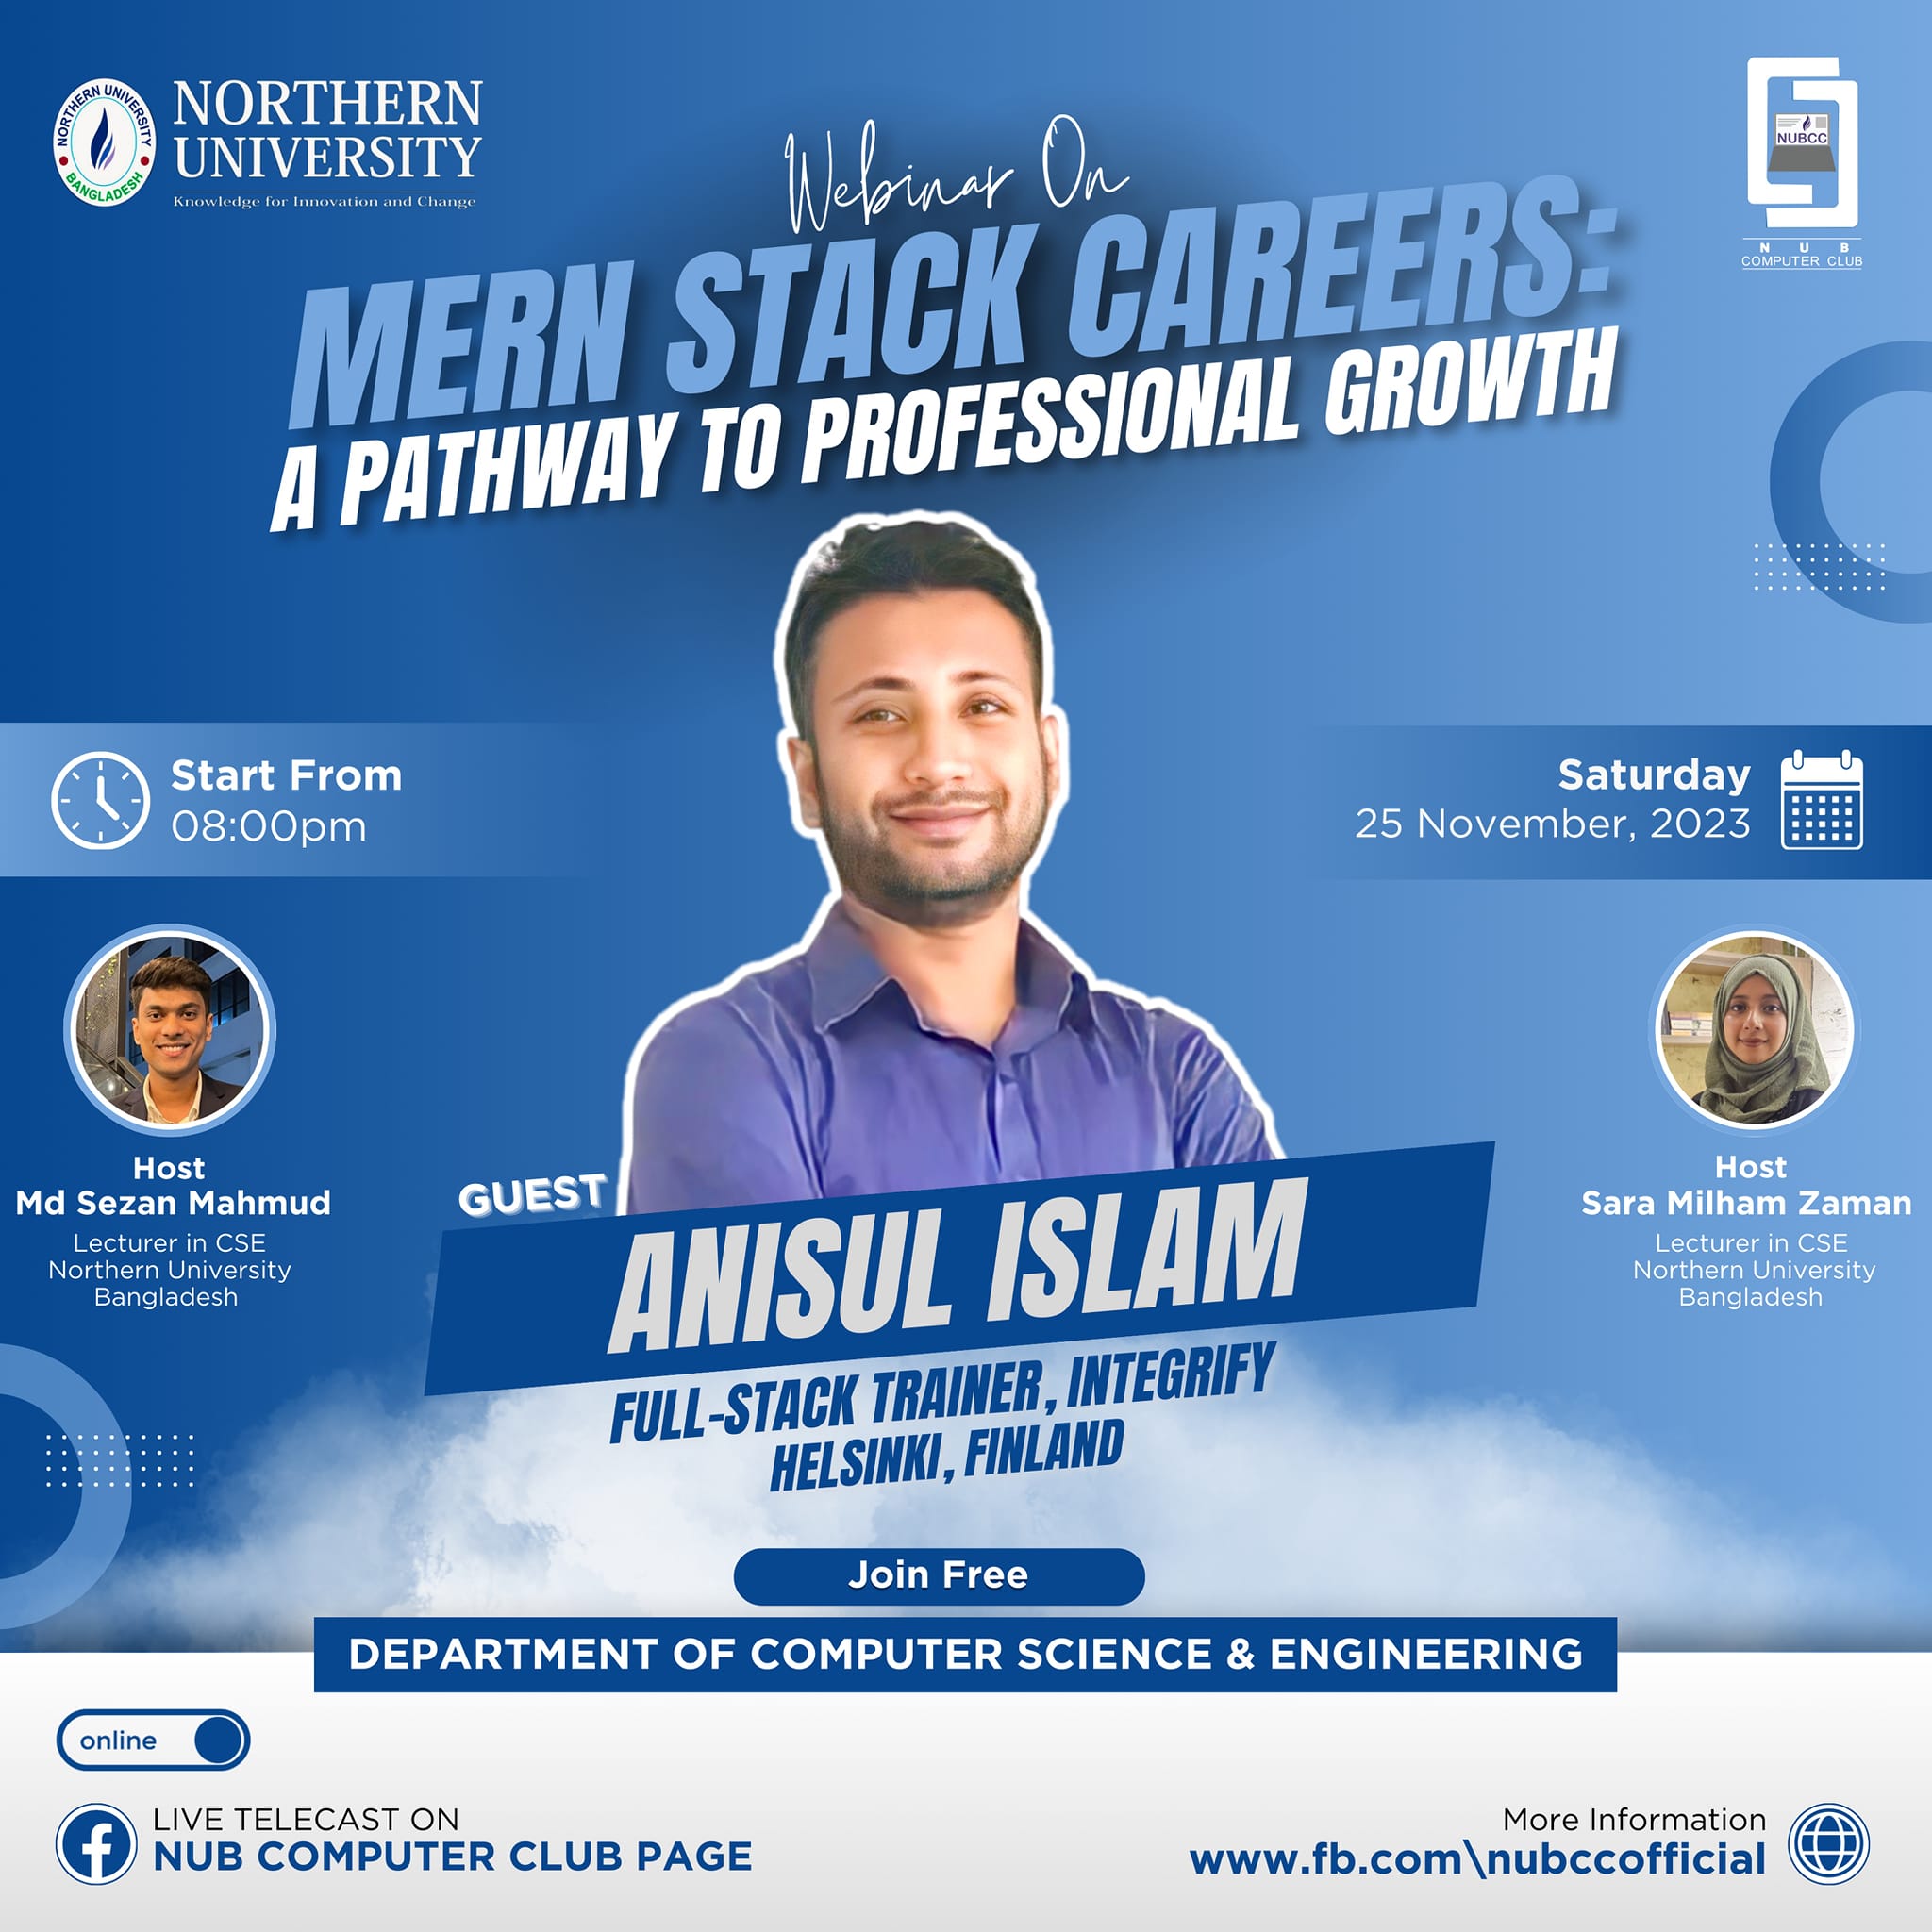 NORTHERN UNIVERSITY
BANGLADESH
NORTHERN
UNIVERSITY
Knowledge for Innovation and Change
NUBCC
N U B
COMPUTER CLUB
Webinar On
MERN STACK CAREERS:
A PATHWAY TO PROFESSIONAL GROWTH
Start From
08:00pm
Saturday
25 November, 2023
Host
Md Sezan Mahmud
Lecturer in CSE
Northern University
Bangladesh
Host
Sara Milham Zaman
Lecturer in CSE
Northern University
Bangladesh
GUEST
ANISUL ISLAM
FULL-STACK TRAINER, INTEGRIFY
HELSINKI, FINLAND
Join Free
DEPARTMENT OF COMPUTER SCIENCE & ENGINEERING
online
LIVE TELECAST ON
NUB COMPUTER CLUB PAGE
More Information
www.fb.com\nubccofficial